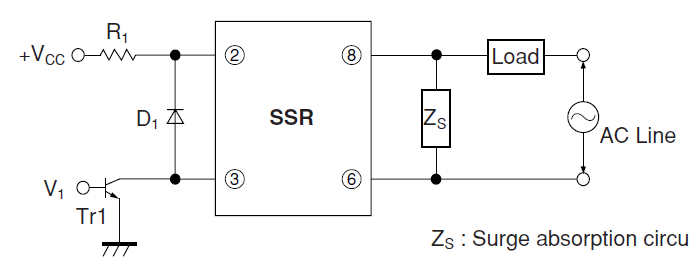 R1
+VCC
2
8
Load
D1
SSR
ZS
AC Line
V1
3
6
Tr1
ZS : Surge absorption circu